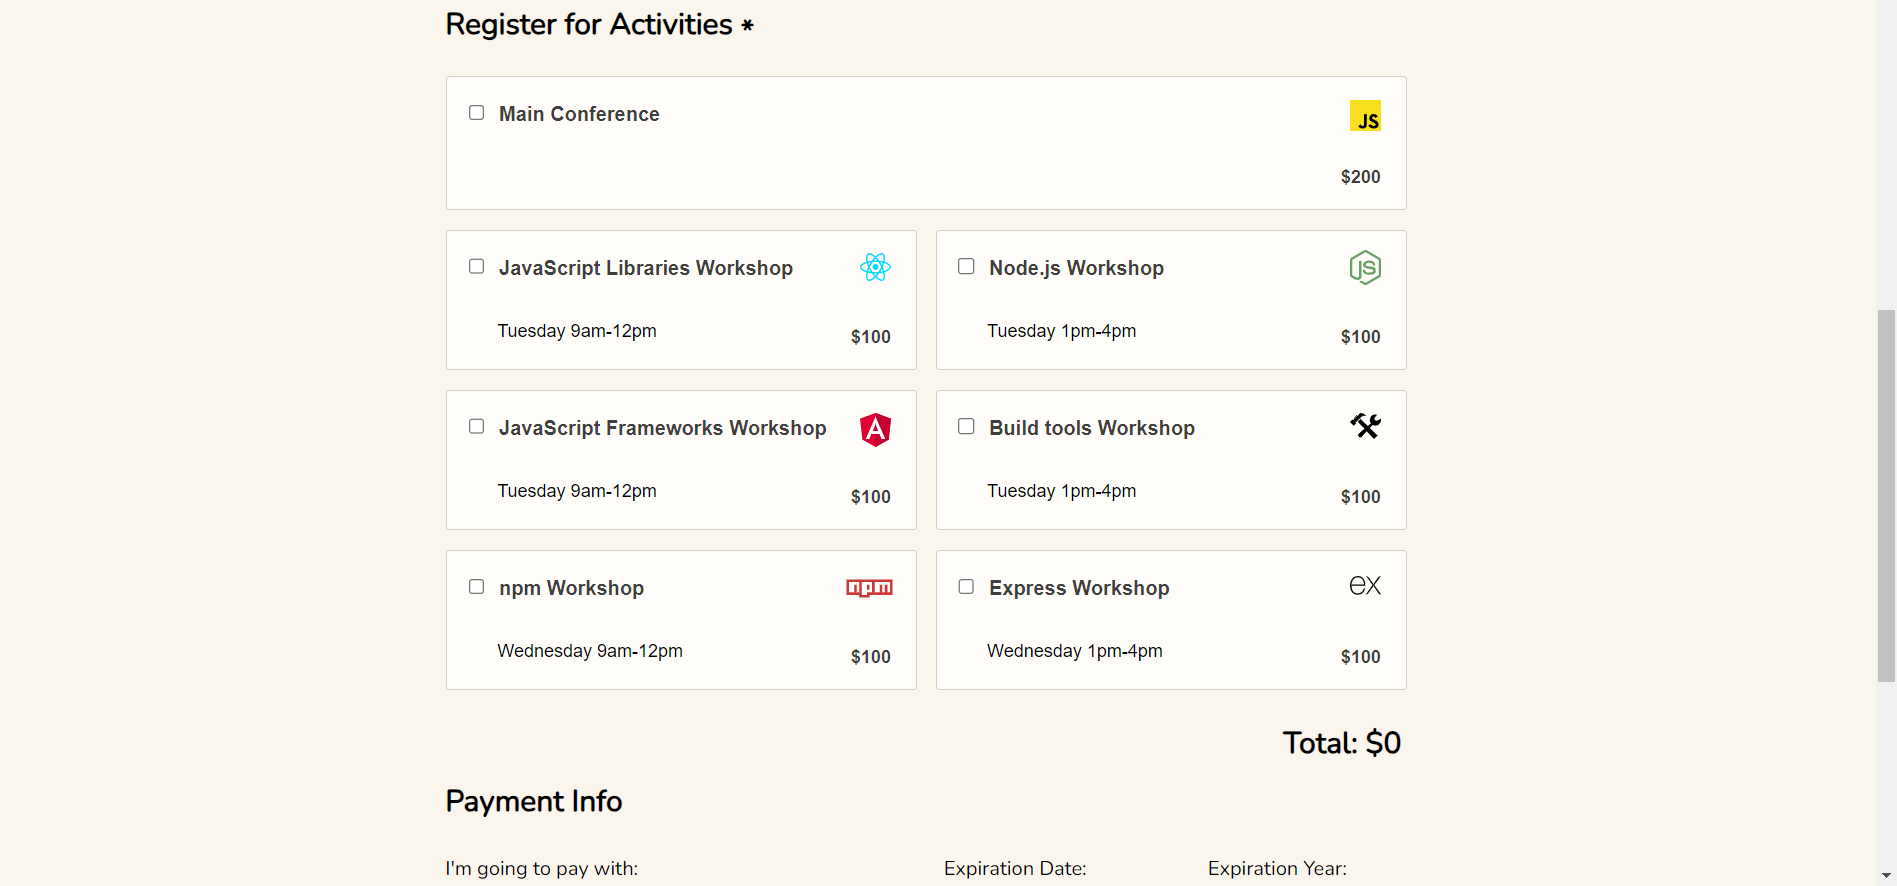 Register for Activities *
Main Conference
JS
$200
JavaScript Libraries Workshop
Tuesday 9am-12pm
$100
Node.js Workshop
JS
Tuesday 1pm-4pm
$100
JavaScript Frameworks Workshop
A
Tuesday 9am-12pm
$100
Build tools Workshop
Tuesday 1pm-4pm
$100
npm Workshop
npm
Wednesday 9am-12pm
$100
Express Workshop
ex
Wednesday 1pm-4pm
$100
Total: $0
Payment Info
I'm going to pay with:
Expiration Date:
Expiration Year: